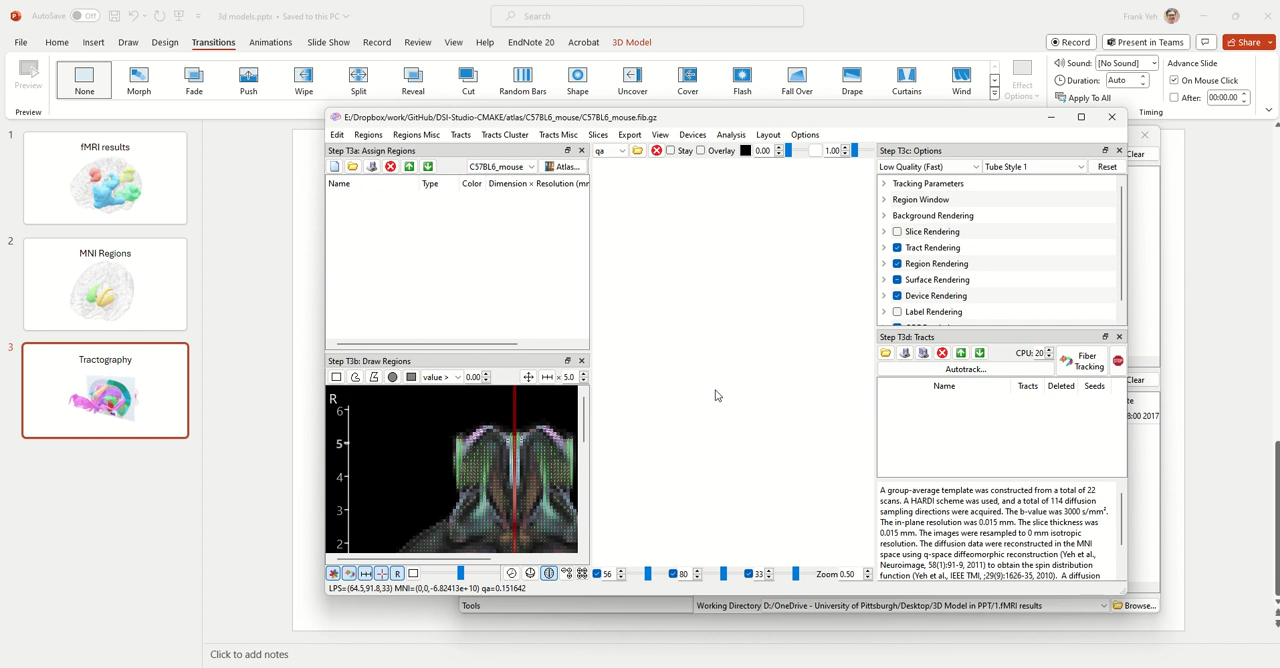 AutoSave Off 3d models.pptx • Saved to this PC Search Frank Yeh
File Home Insert Draw Design Transitions Animations Slide Show Record Review View Help EndNote 20 Acrobat 3D Model Record Present in Teams Share
Preview None Morph Fade Push Wipe Split Reveal Cut Random Bars Shape Uncover Cover Flash Fall Over Drape Curtains Wind Effect Options
Sound: [No Sound] Advance Slide
Duration: Auto On Mouse Click
Apply To All After: 00:00.00
Preview Timing
1
fMRI results
2
MNI Regions
3
Tractography
E:/Dropbox/work/GitHub/DSI-Studio-CMAKE/atlas/C57BL6_mouse/C57BL6_mouse.fib.gz
Edit Regions Regions Misc Tracts Tracts Cluster Tracts Misc Slices Export View Devices Analysis Layout Options
Step T3a: Assign Regions
C57BL6_mouse Atlas...
Name Type Color Dimension × Resolution (mm
qa Stay Overlay 0.00 1.00
Step T3c: Options
Low Quality (Fast) Tube Style 1 Reset
Tracking Parameters
Region Window
Background Rendering
Slice Rendering
Tract Rendering
Region Rendering
Surface Rendering
Device Rendering
Label Rendering
Step T3d: Tracts
CPU: 20 Fiber Tracking
Autotrack...
Name Tracts Deleted Seeds
A group-average template was constructed from a total of 22
scans. A HARDI scheme was used, and a total of 114 diffusion
sampling directions were acquired. The b-value was 3000 s/mm².
The in-plane resolution was 0.015 mm. The slice thickness was
0.015 mm. The images were resampled to 0 mm isotropic
resolution. The diffusion data were reconstructed in the MNI
space using q-space diffeomorphic reconstruction (Yeh et al.,
Neuroimage, 58(1):91-9, 2011) to obtain the spin distribution
function (Yeh et al., IEEE TMI, ;29(9):1626-35, 2010). A diffusion
Step T3b: Draw Regions
value > 0.00 × 5.0
R
6
5
4
3
2
R 56 80 33 Zoom 0.50
LPS=(64.5,91.8,33) MNI=(0,0,-6.82413e+10) qa=0.151642
Clear
Clear
te
8:00 2017
Tools Working Directory D:/OneDrive - University of Pittsburgh/Desktop/3D Model in PPT/1.fMRI results Browse...
Click to add notes